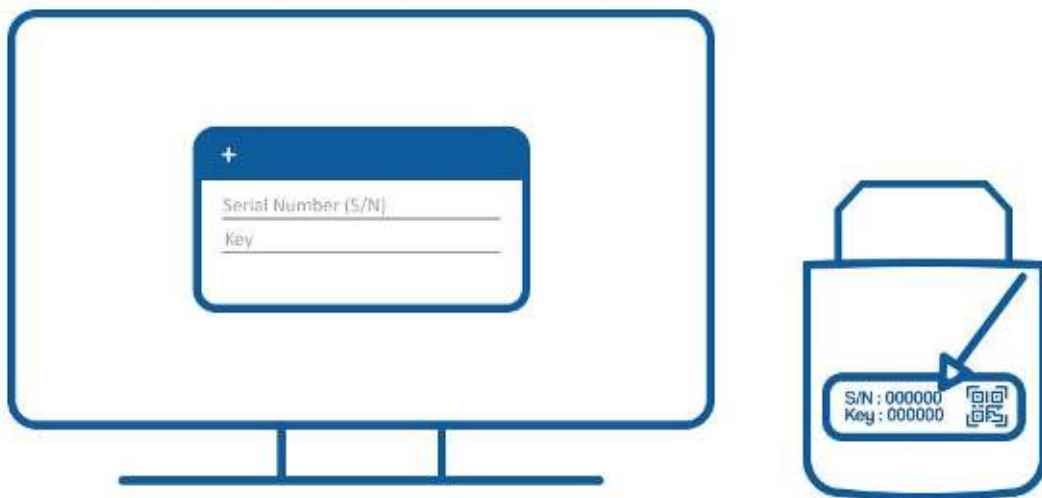 +
Serial Number (S/N)
Key
S/N : 000000
Key : 000000